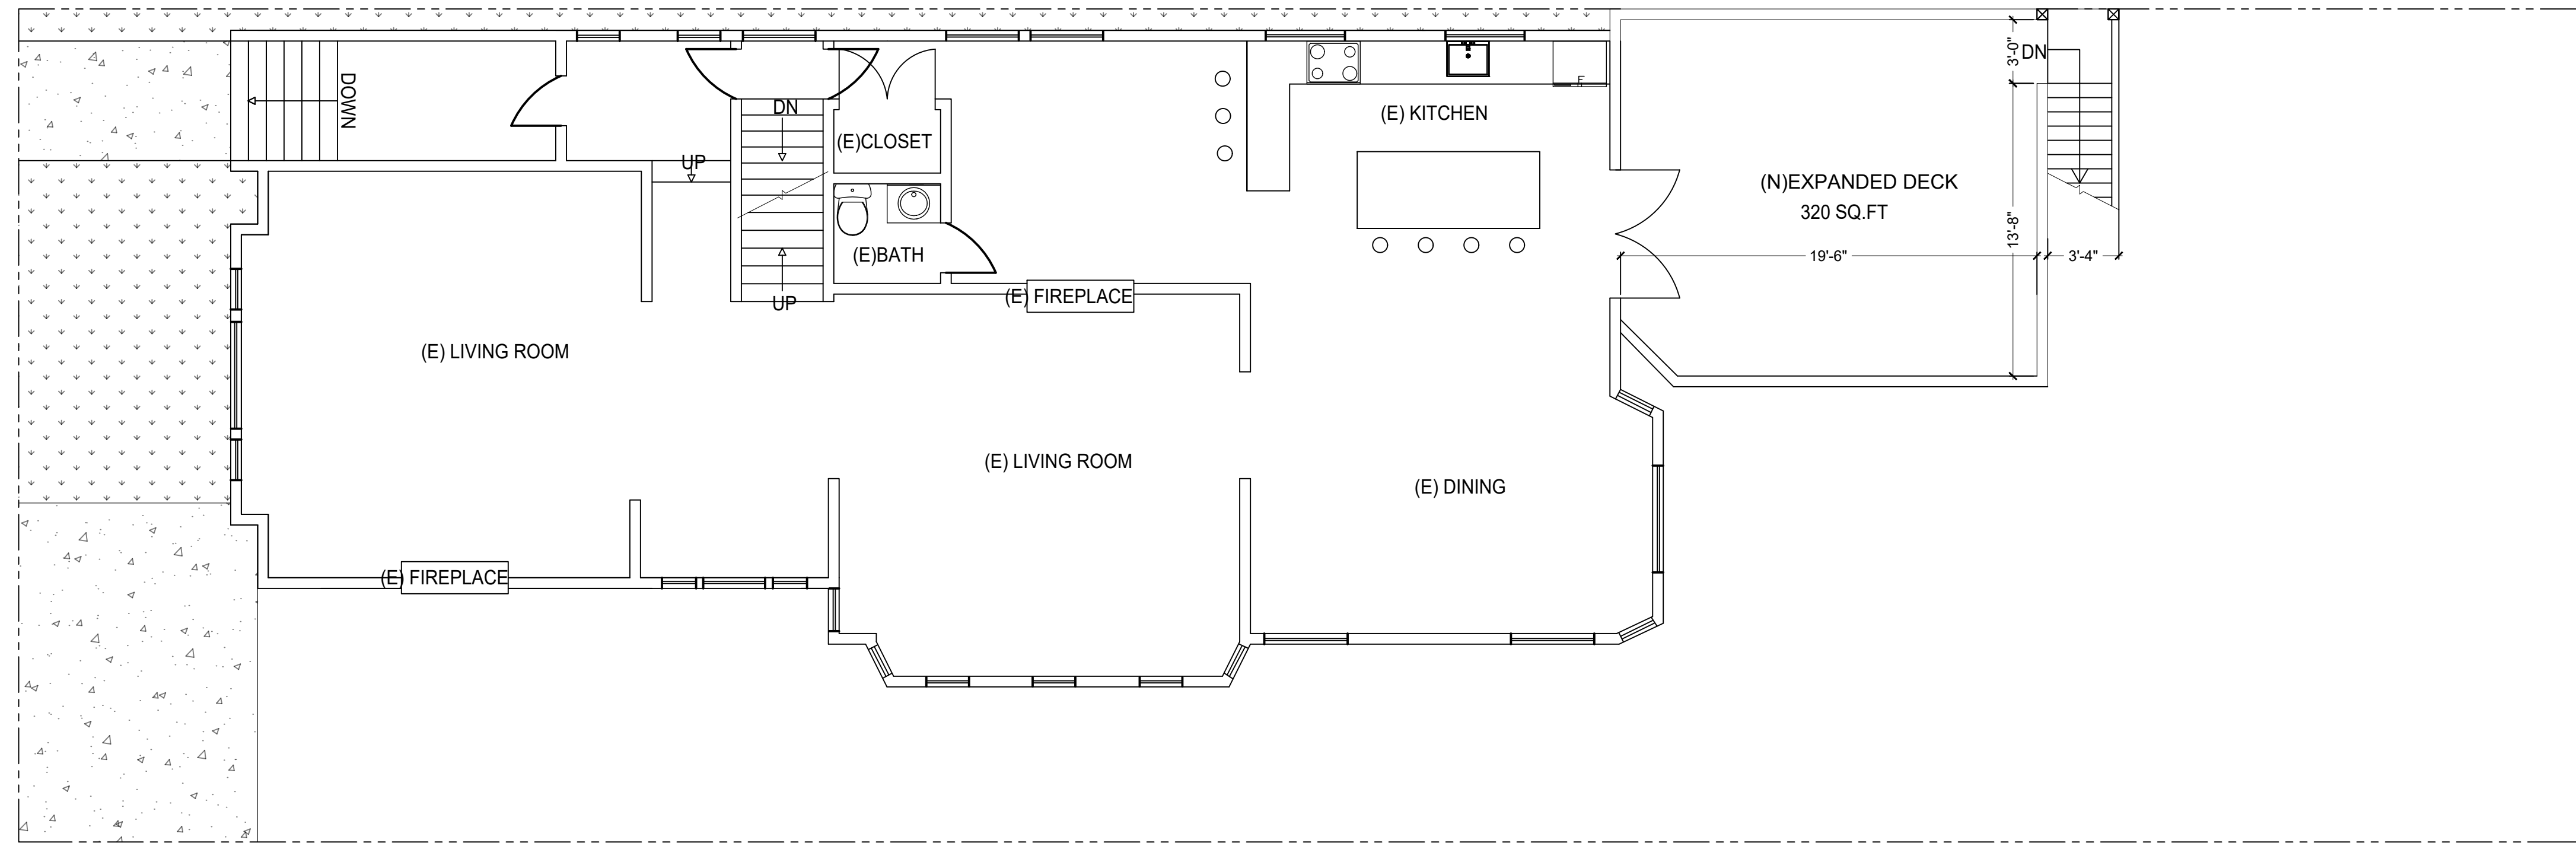 DOWN
UP
DN
UP
(E)CLOSET
(E)BATH
(E) LIVING ROOM
(E) FIREPLACE
(E) FIREPLACE
(E) LIVING ROOM
(E) KITCHEN
F
(E) DINING
(N)EXPANDED DECK
320 SQ.FT
19'-6"
3'-0"
13'-8"
DN
3'-4"